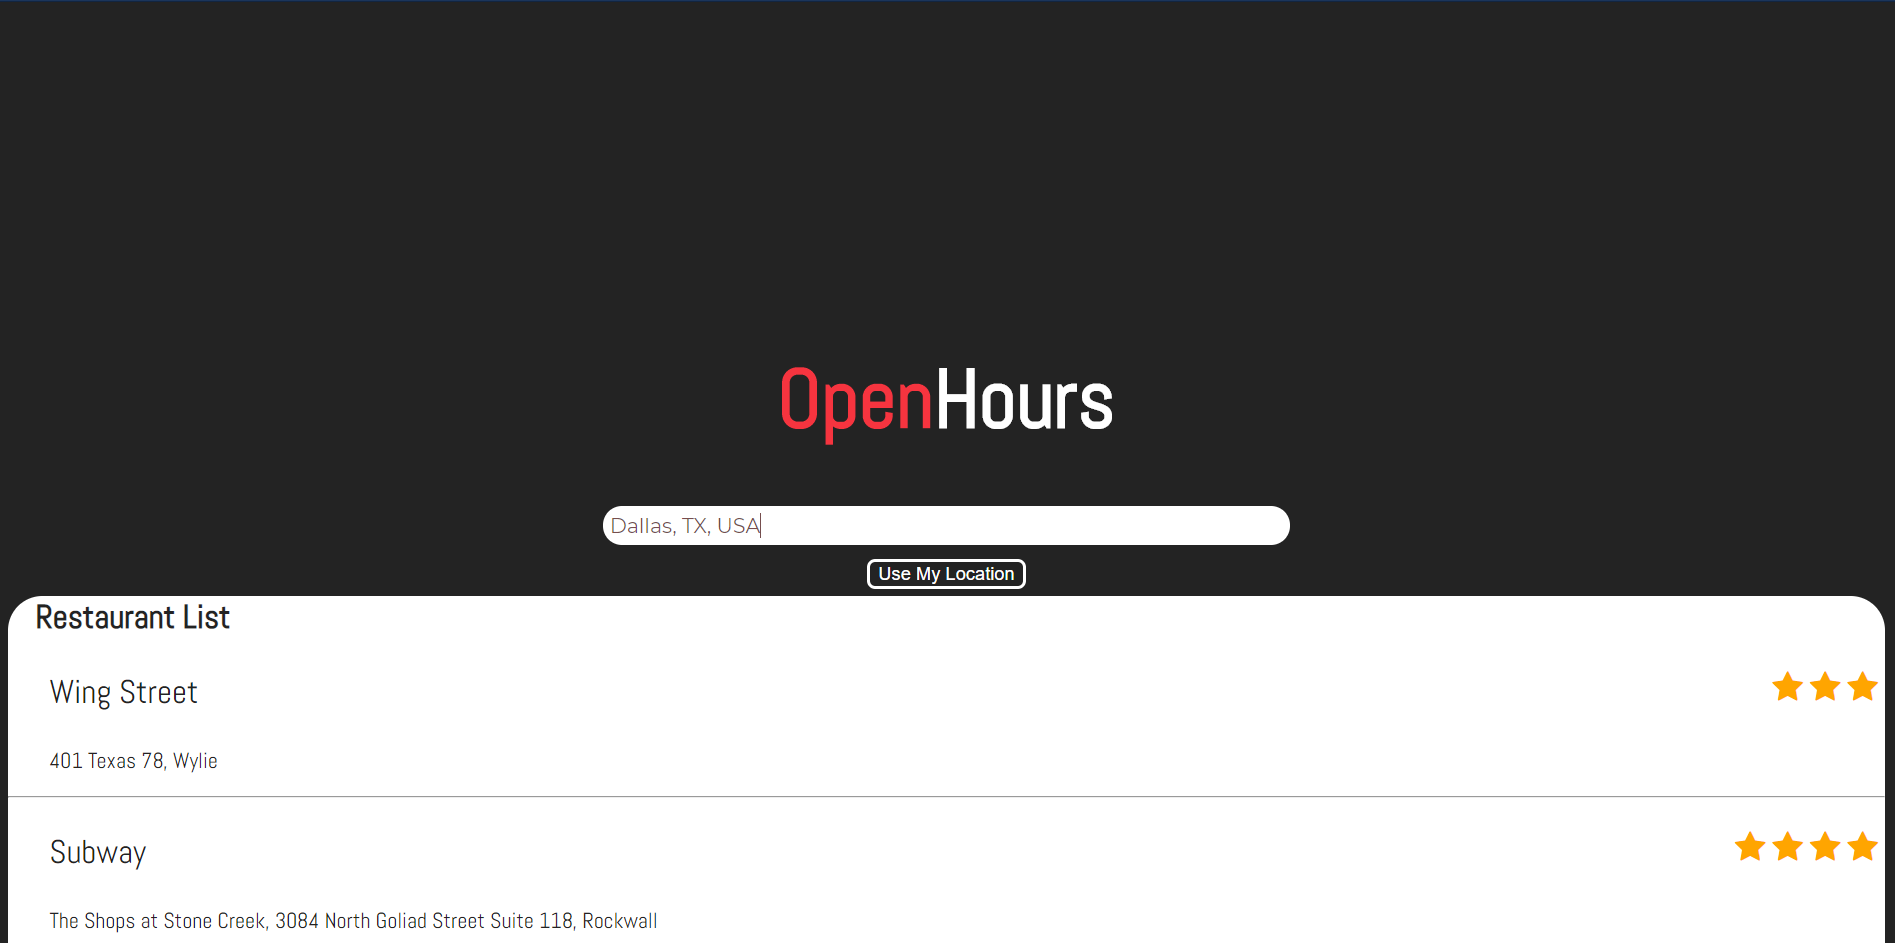 OpenHours
Dallas, TX, USA
Use My Location
Restaurant List
Wing Street
401 Texas 78, Wylie
Subway
The Shops at Stone Creek, 3084 North Goliad Street Suite 118, Rockwall